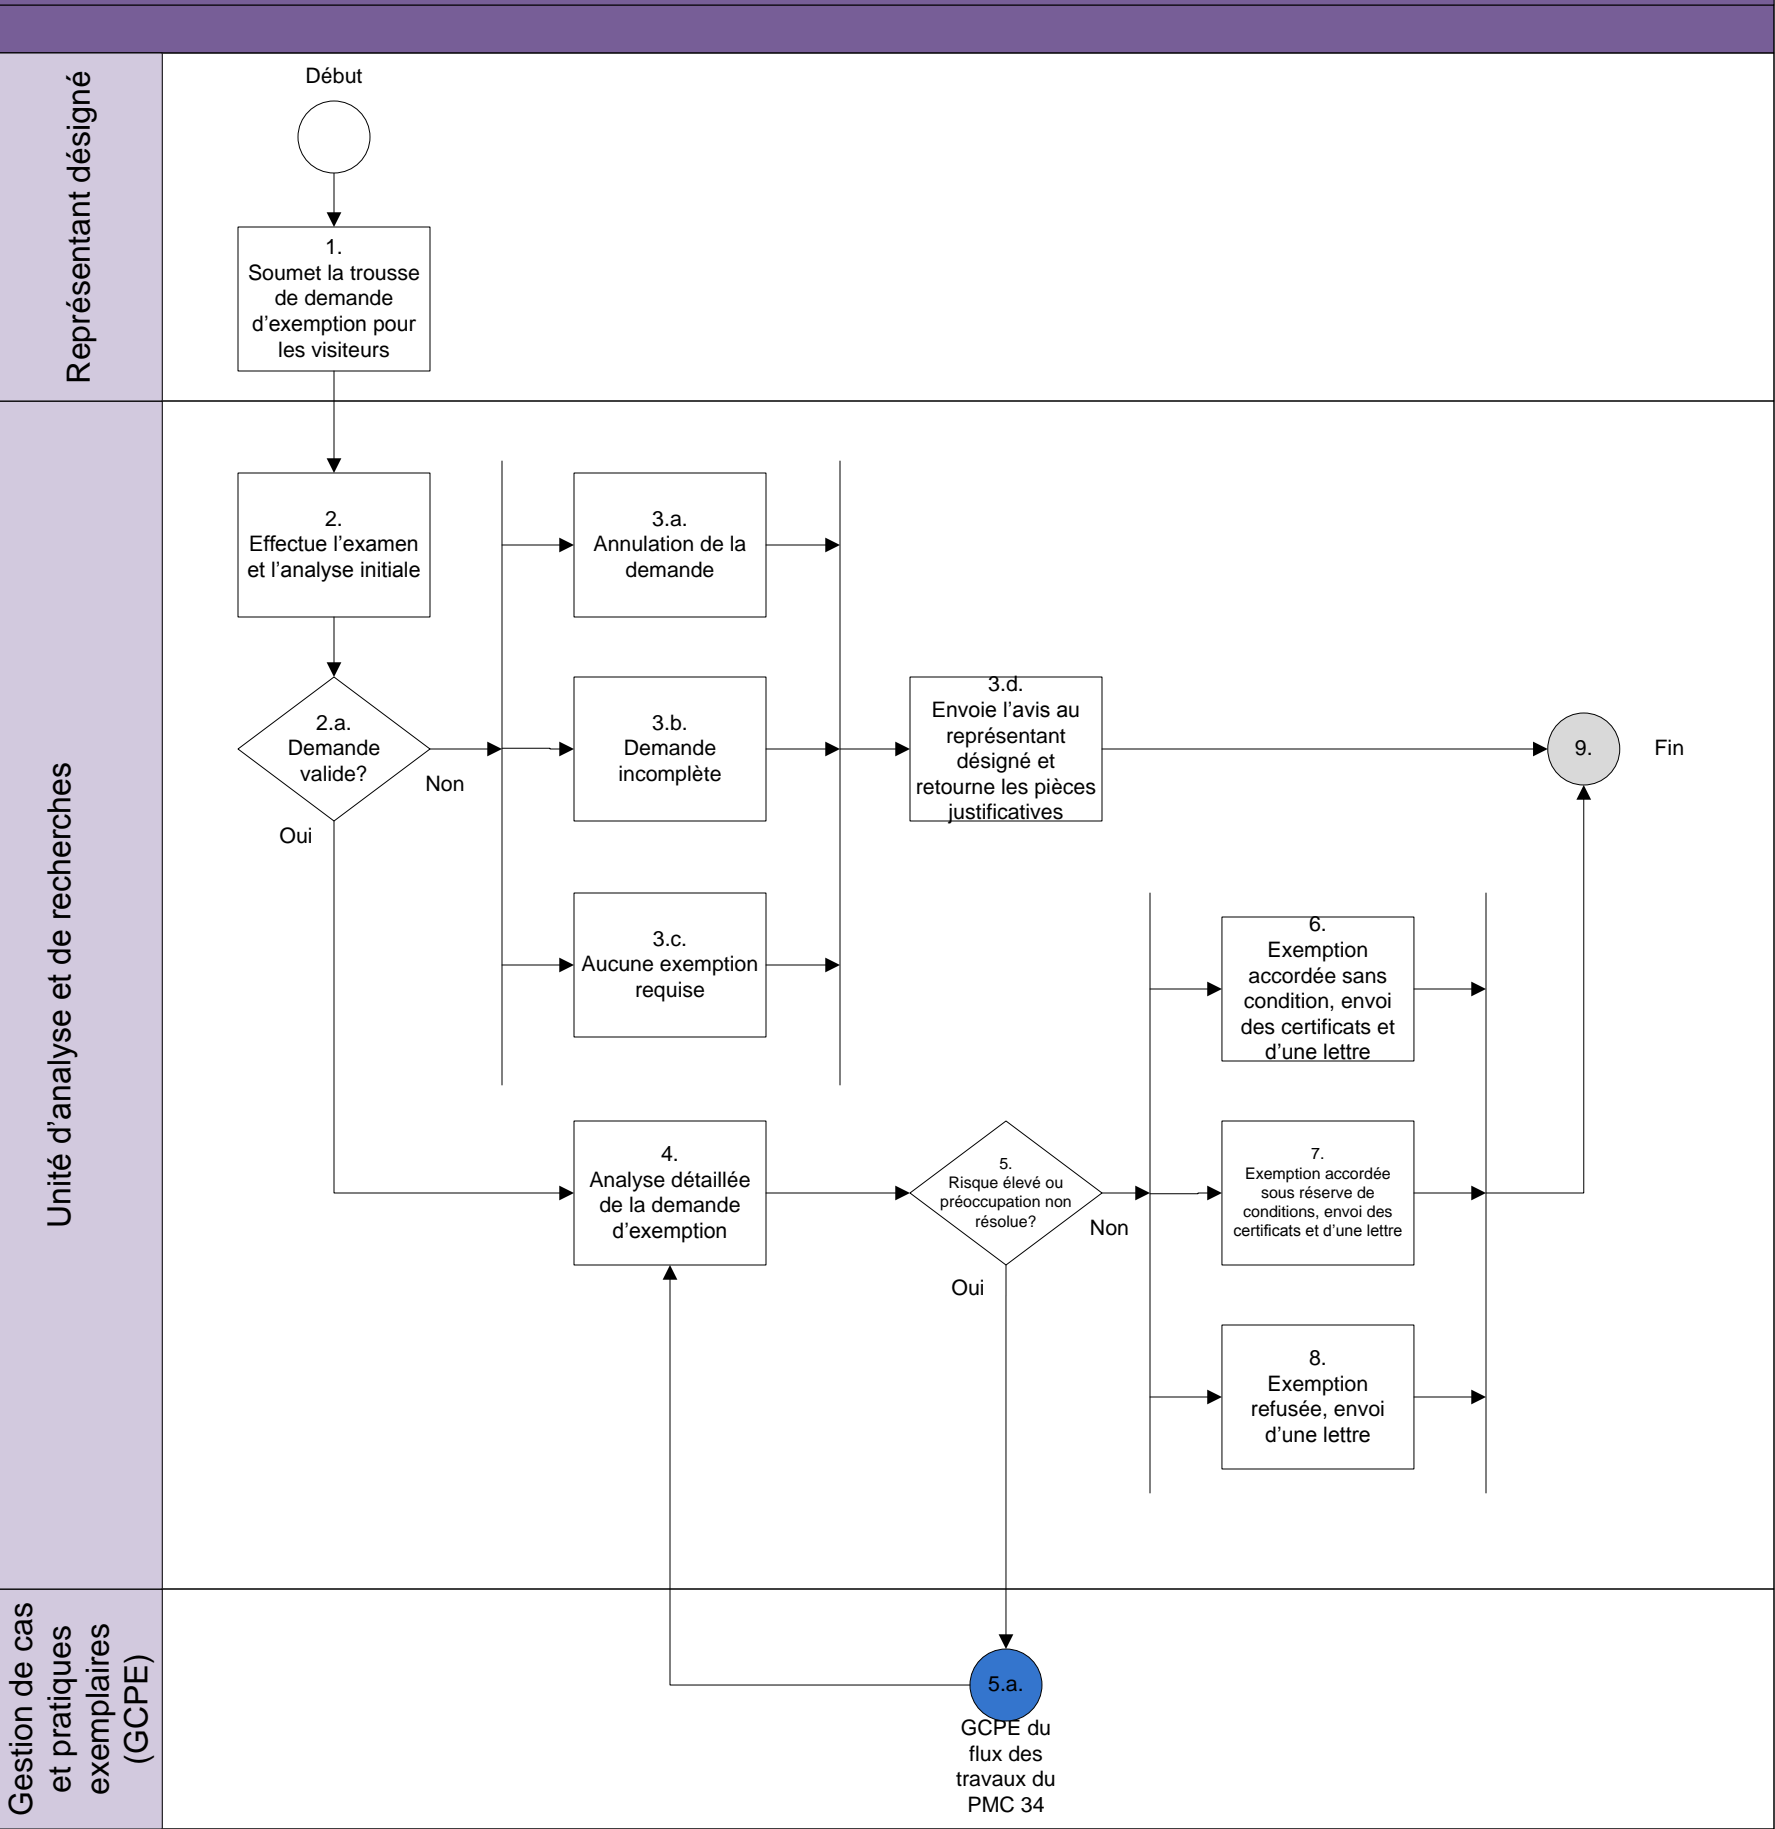 Représentant désigné
Début
1.
Soumet la trousse
de demande
d’exemption pour
les visiteurs
Unité d’analyse et de recherches
2.
Effectue l’examen
et l’analyse initiale
2.a.
Demande
valide?
Non
Oui
3.a.
Annulation de la
demande
3.b.
Demande
incomplète
3.c.
Aucune exemption
requise
3.d.
Envoie l’avis au
représentant
désigné et
retourne les pièces
justificatives
9.
Fin
4.
Analyse détaillée
de la demande
d’exemption
5.
Risque élevé ou
préoccupation non
résolue?
Non
Oui
6.
Exemption
accordée sans
condition, envoi
des certificats et
d’une lettre
7.
Exemption accordée
sous réserve de
conditions, envoi des
certificats et d’une lettre
8.
Exemption
refusée, envoi
d’une lettre
Gestion de cas
et pratiques
exemplaires
(GCPE)
5.a.
GCPE du
flux des
travaux du
PMC 34